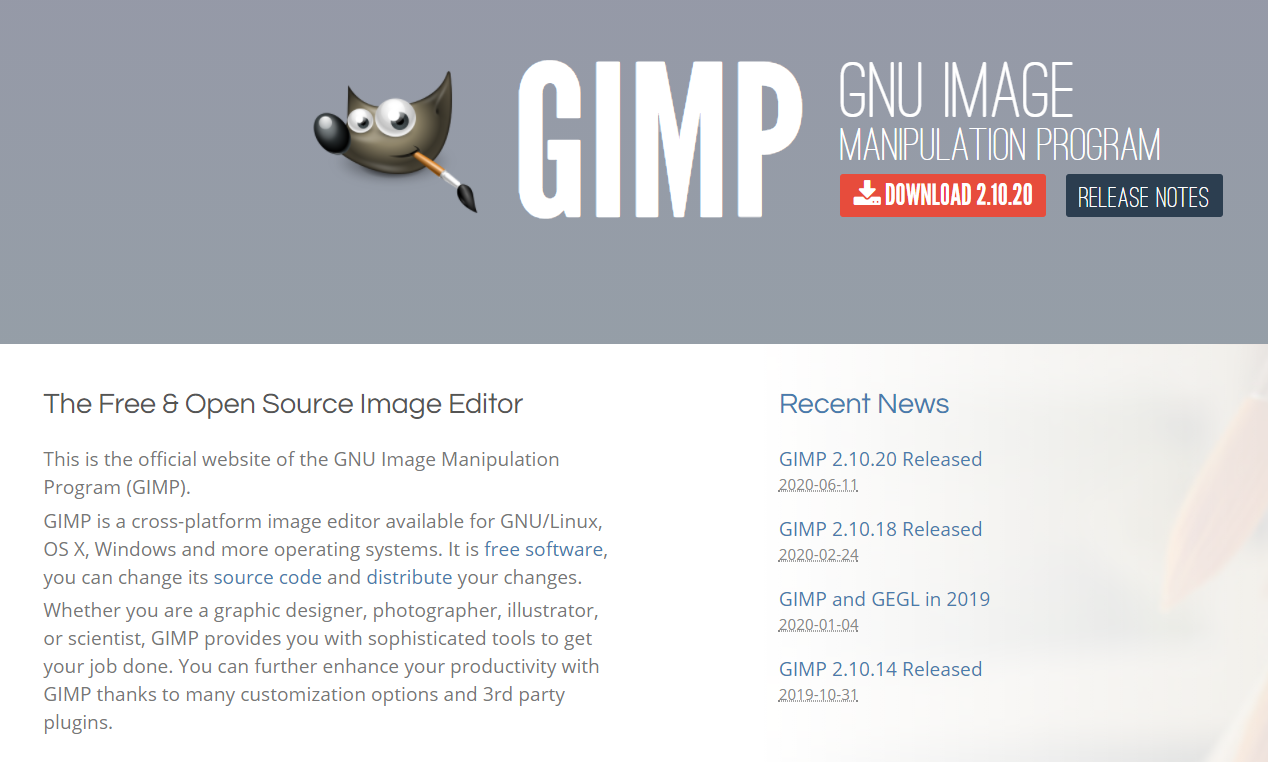 GIMP
GNU IMAGE
MANIPULATION PROGRAM
DOWNLOAD 2.10.20
RELEASE NOTES
The Free & Open Source Image Editor
This is the official website of the GNU Image Manipulation
Program (GIMP).
GIMP is a cross-platform image editor available for GNU/Linux,
OS X, Windows and more operating systems. It is free software,
you can change its source code and distribute your changes.
Whether you are a graphic designer, photographer, illustrator,
or scientist, GIMP provides you with sophisticated tools to get
your job done. You can further enhance your productivity with
GIMP thanks to many customization options and 3rd party
plugins.
Recent News
GIMP 2.10.20 Released
2020-06-11
GIMP 2.10.18 Released
2020-02-24
GIMP and GEGL in 2019
2020-01-04
GIMP 2.10.14 Released
2019-10-31